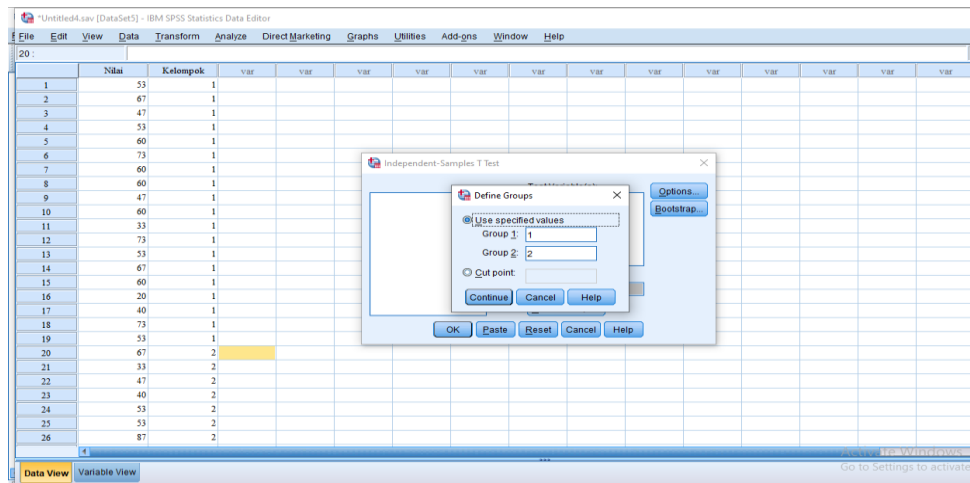 *Untitled4.sav [DataSet5] - IBM SPSS Statistics Data Editor
File Edit View Data Transform Analyze Direct Marketing Graphs Utilities Add-ons Window Help
20 :
Nilai Kelompok var var var var var var var var var var var var
1 53 1
2 67 1
3 47 1
4 53 1
5 60 1
6 73 1
7 60 1
8 60 1
9 47 1
10 60 1
11 33 1
12 73 1
13 53 1
14 67 1
15 60 1
16 20 1
17 40 1
18 73 1
19 53 1
20 67 2
21 33 2
22 47 2
23 40 2
24 53 2
25 53 2
26 87 2
Independent-Samples T Test
Options...
Bootstrap...
Define Groups
Use specified values
Group 1: 1
Group 2: 2
Cut point:
Continue Cancel Help
OK Paste Reset Cancel Help
Data View Variable View
Activate Windows
Go to Settings to activate